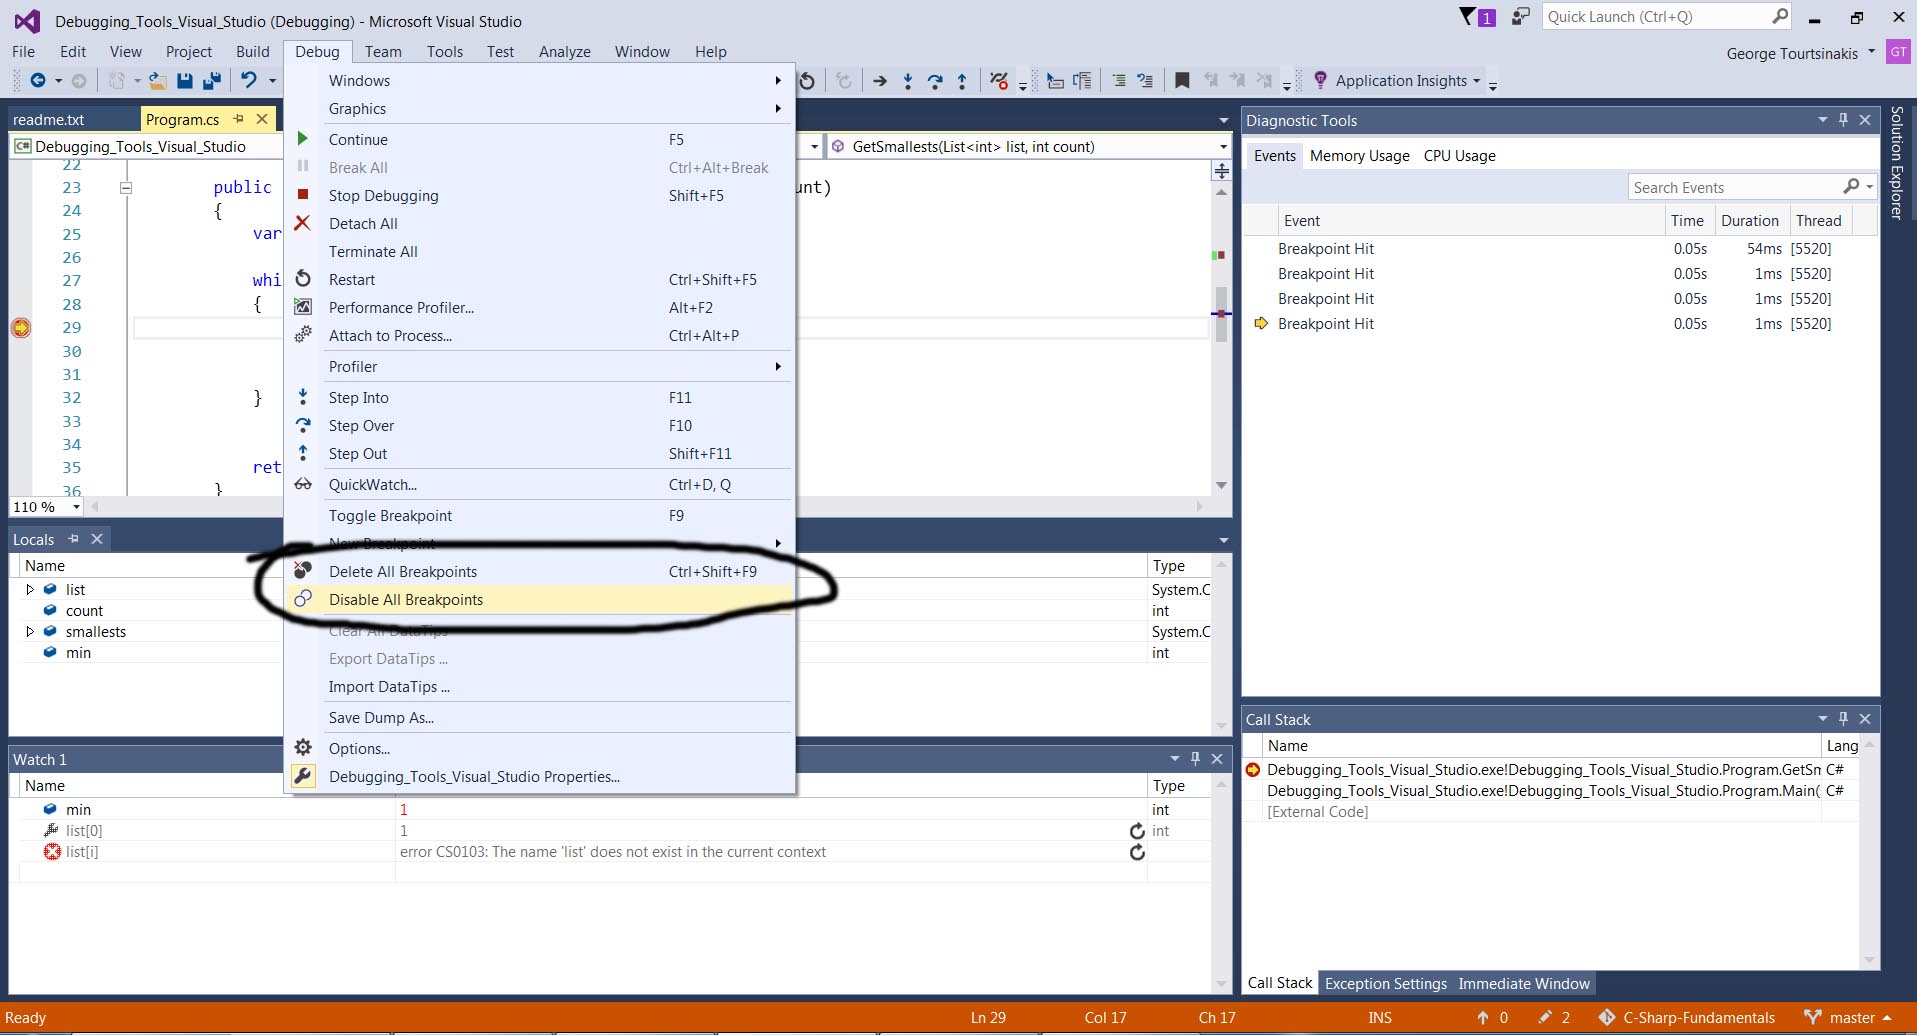 Debugging_Tools_Visual_Studio (Debugging) - Microsoft Visual Studio
1
Quick Launch (Ctrl+Q)
File Edit View Project Build Debug Team Tools Test Analyze Window Help
George Tourtsinakis
GT
Application Insights
readme.txt Program.cs
C# Debugging_Tools_Visual_Studio
GetSmallests(List<int> list, int count)
22
23 public
unt)
24 {
25 var
26
27 whi
28 {
29
30
31
32 }
33
34
35 ret
36 }
110 %
Windows
Graphics
Continue F5
Break All Ctrl+Alt+Break
Stop Debugging Shift+F5
Detach All
Terminate All
Restart Ctrl+Shift+F5
Performance Profiler... Alt+F2
Attach to Process... Ctrl+Alt+P
Profiler
Step Into F11
Step Over F10
Step Out Shift+F11
QuickWatch... Ctrl+D, Q
Toggle Breakpoint F9
New Breakpoint
Delete All Breakpoints Ctrl+Shift+F9
Disable All Breakpoints
Clear All DataTips
Export DataTips ...
Import DataTips ...
Save Dump As...
Options...
Debugging_Tools_Visual_Studio Properties...
Locals
Name Type
list System.C
count int
smallests System.C
min int
Watch 1
Name Type
min 1 int
list[0] 1 int
list[i] error CS0103: The name 'list' does not exist in the current context
Diagnostic Tools
Events Memory Usage CPU Usage
Search Events
Event Time Duration Thread
Breakpoint Hit 0.05s 54ms [5520]
Breakpoint Hit 0.05s 1ms [5520]
Breakpoint Hit 0.05s 1ms [5520]
Breakpoint Hit 0.05s 1ms [5520]
Solution Explorer
Call Stack
Name Lang
Debugging_Tools_Visual_Studio.exe!Debugging_Tools_Visual_Studio.Program.GetSm C#
Debugging_Tools_Visual_Studio.exe!Debugging_Tools_Visual_Studio.Program.Main( C#
[External Code]
Call Stack Exception Settings Immediate Window
Ready Ln 29 Col 17 Ch 17 INS 0 2 C-Sharp-Fundamentals master